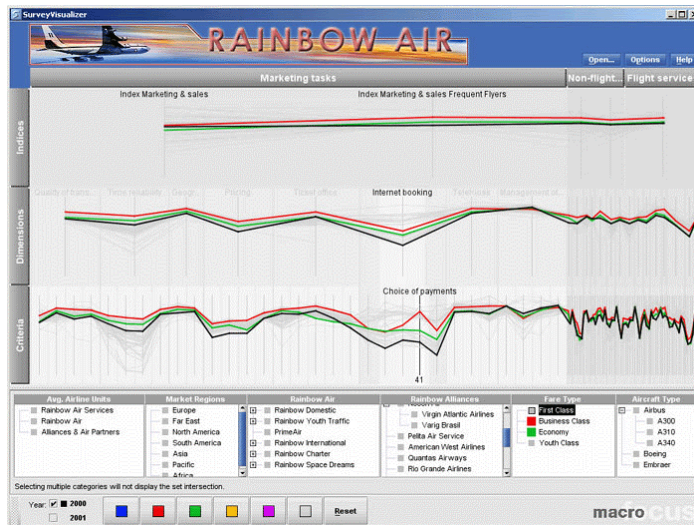 SurveyVisualizer
RAINBOW AIR
Open... Options Help
Marketing tasks Non-flight... Flight service
Index Marketing & sales Index Marketing & sales Frequent Flyers
Indices
Time reliability Pricing Ticket office Internet booking
Dimensions
Choice of payments
Criteria
41
Avg. Airline Units Market Regions Rainbow Air Rainbow Alliances Fare Type Aircraft Type
Rainbow Air Services Europe Rainbow Domestic First Class Airbus
Rainbow Air Far East Rainbow Youth Traffic Virgin Atlantic Airlines Business Class A300
Alliances & Air Partners North America PrimeAir Varig Brasil Economy A310
South America Rainbow International Pelita Air Service Youth Class A340
Asia Rainbow Charter American West Airlines Boeing
Pacific Rainbow Space Dreams Quantas Airways Embraer
Africa Rio Grande Airlines
Selecting multiple categories will not display the set intersection.
Year: 2000
2001
Reset
macrofocus